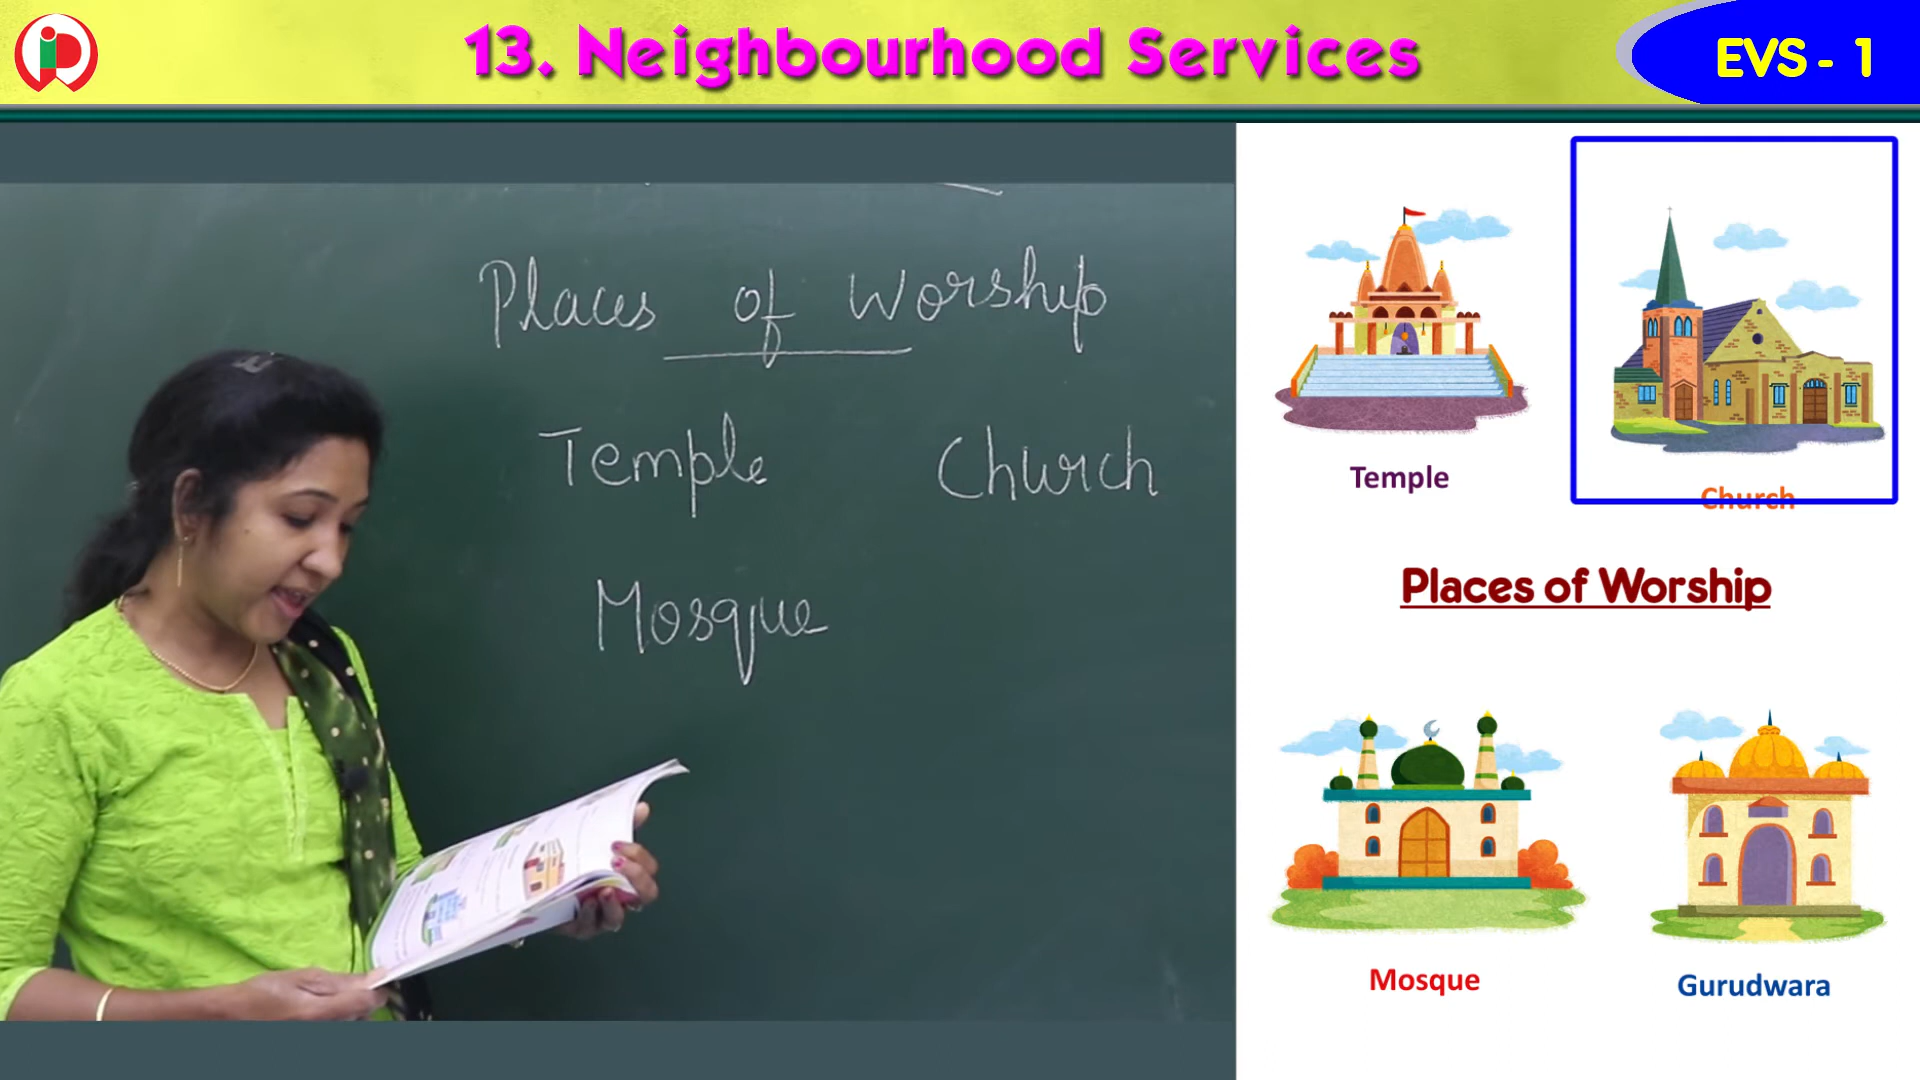 13. Neighbourhood Services
EVS - 1
Places of Worship
Temple Church
Mosque
Temple
Church
Places of Worship
Mosque
Gurudwara